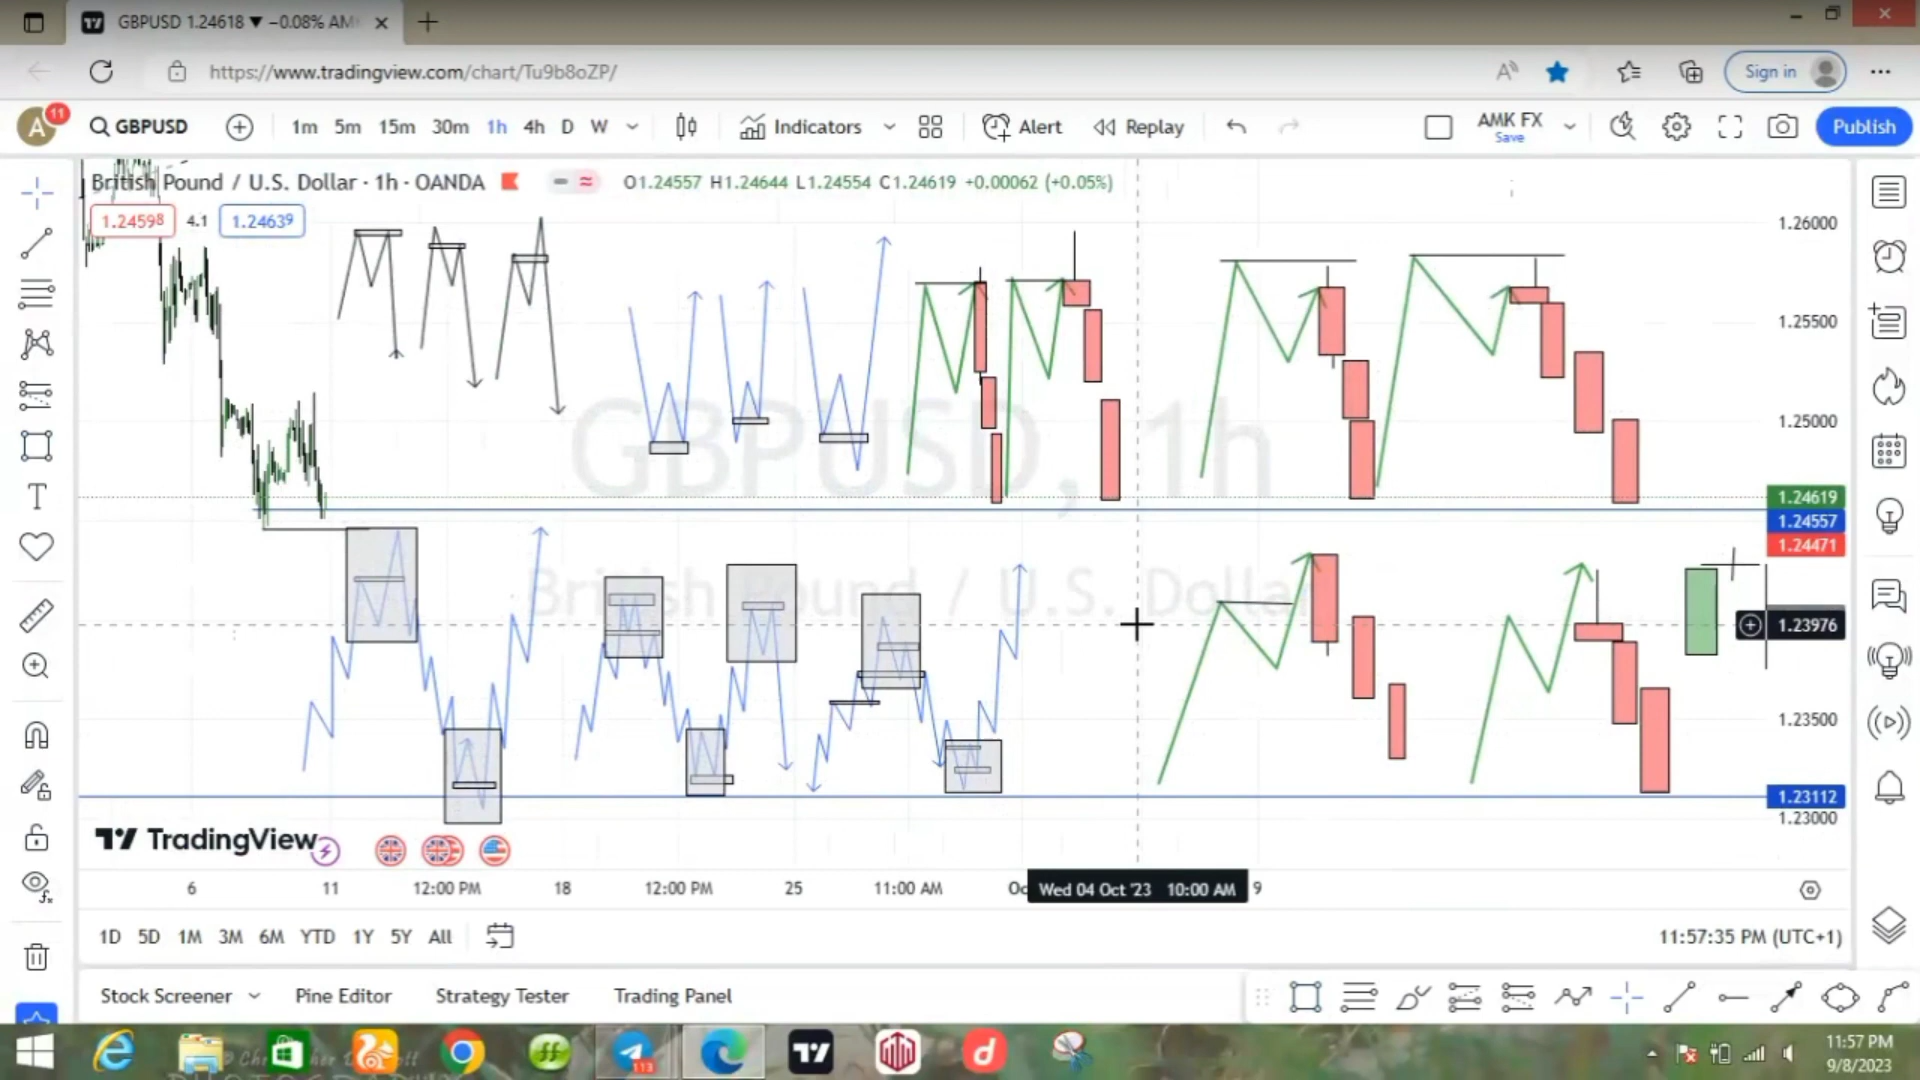 GBPUSD 1.24618 ▼ −0.08% AM
https://www.tradingview.com/chart/Tu9b8oZP/
Sign in
A
11
GBPUSD
1m 5m 15m 30m 1h 4h D W
Indicators
Alert
Replay
AMK FX
Save
Publish
British Pound / U.S. Dollar · 1h · OANDA
O1.24557 H1.24644 L1.24554 C1.24619 +0.00062 (+0.05%)
1.24598
4.1
1.24639
GBPUSD, 1h
British Pound / U.S. Dollar
1.26000
1.25500
1.25000
1.24619
1.24557
1.24471
1.23976
1.23500
1.23112
1.23000
TradingView
6 11 12:00 PM 18 12:00 PM 25 11:00 AM Oc Wed 04 Oct '23 10:00 AM 9
1D 5D 1M 3M 6M YTD 1Y 5Y All
11:57:35 PM (UTC+1)
Stock Screener Pine Editor Strategy Tester Trading Panel
113
11:57 PM
9/8/2023